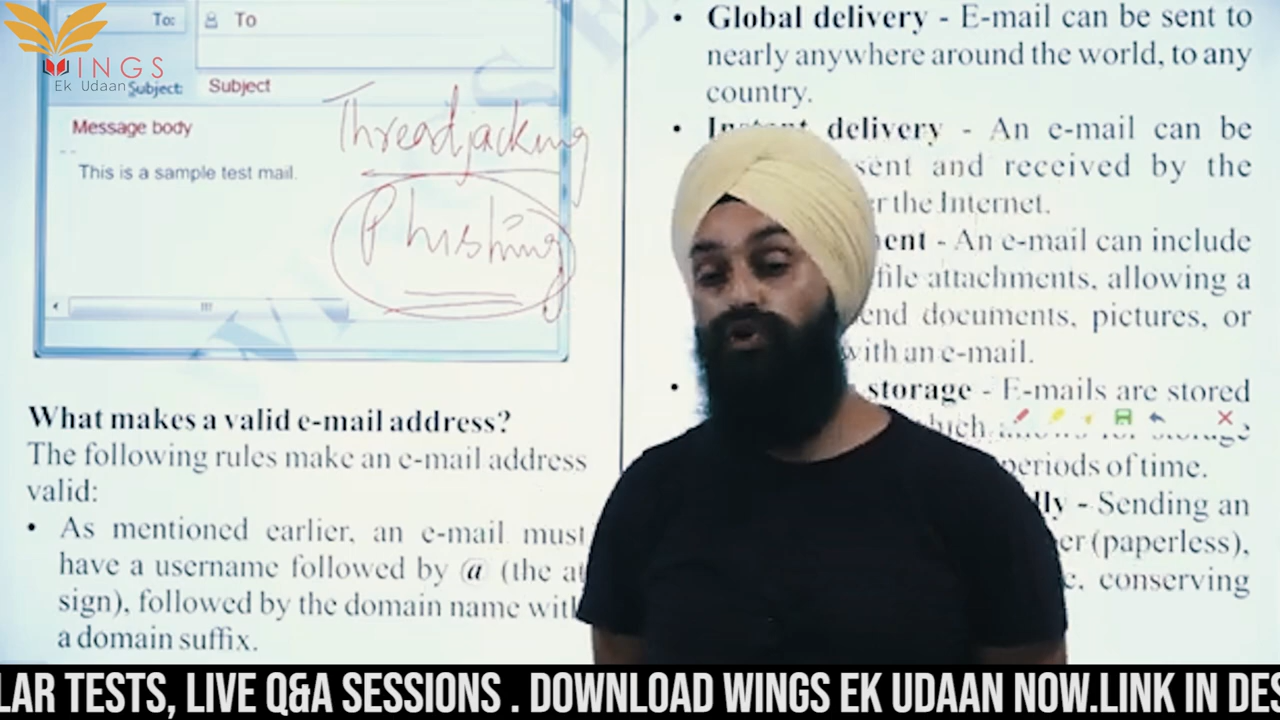 WINGS
Ek Udaan
To:
To
Subject:
Subject
Message body
This is a sample test mail.
Threadjacking
Phishing
What makes a valid e-mail address?
The following rules make an e-mail address
valid:
• As mentioned earlier, an e-mail must
have a username followed by @ (the at
sign), followed by the domain name with
a domain suffix.
• Global delivery - E-mail can be sent to
nearly anywhere around the world, to any
country.
• Instant delivery - An e-mail can be
sent and received by the
the Internet.
- An e-mail can include
file attachments, allowing a
documents, pictures, or
with an e-mail.
• storage - E-mails are stored
storage
periods of time.
- Sending an
(paperless),
conserving
LAR TESTS, LIVE Q&A SESSIONS . DOWNLOAD WINGS EK UDAAN NOW.LINK IN DES